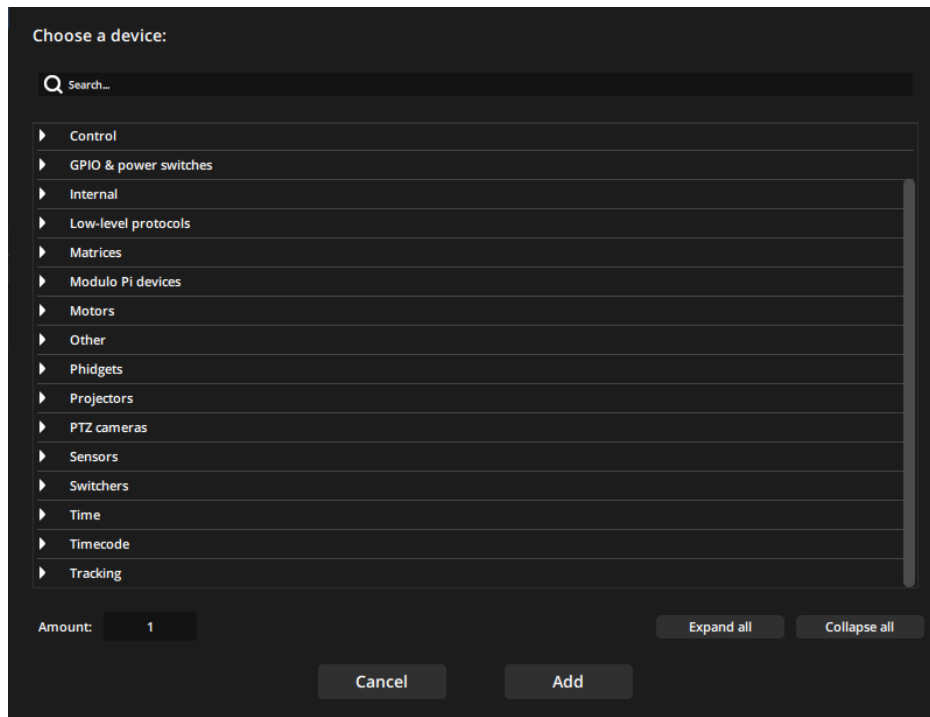 Choose a device:
Search...
Control
GPIO & power switches
Internal
Low-level protocols
Matrices
Modulo Pi devices
Motors
Other
Phidgets
Projectors
PTZ cameras
Sensors
Switchers
Time
Timecode
Tracking
Amount: 1 Expand all Collapse all
Cancel Add